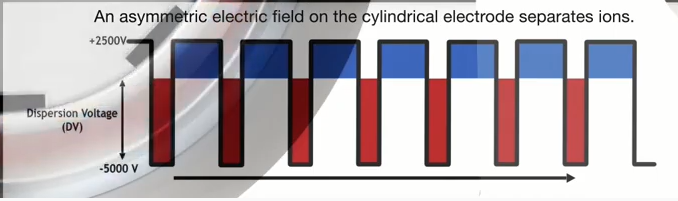 An asymmetric electric field on the cylindrical electrode separates ions.
+2500V
Dispersion Voltage
(DV)
-5000 V